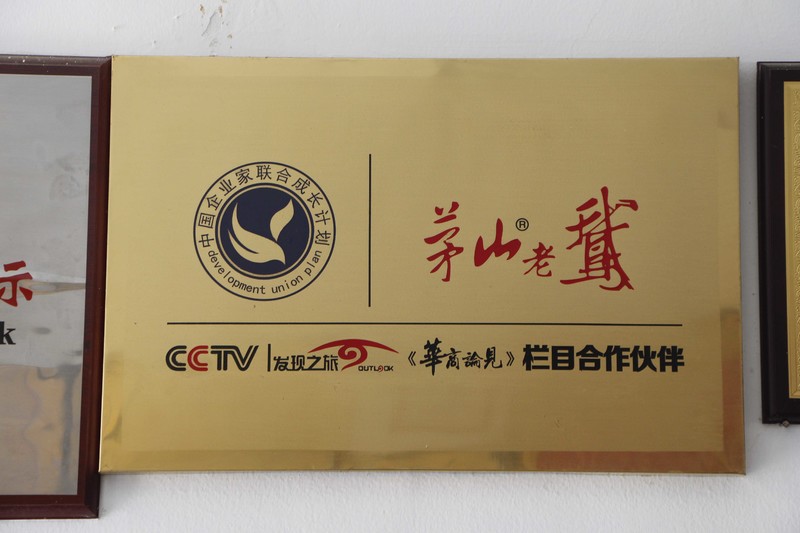 中国企业家联合成长计划
development union plan
茅山®老鵞
CCTV 发现之旅 OUTLOOK 《華商論見》栏目合作伙伴
示
k